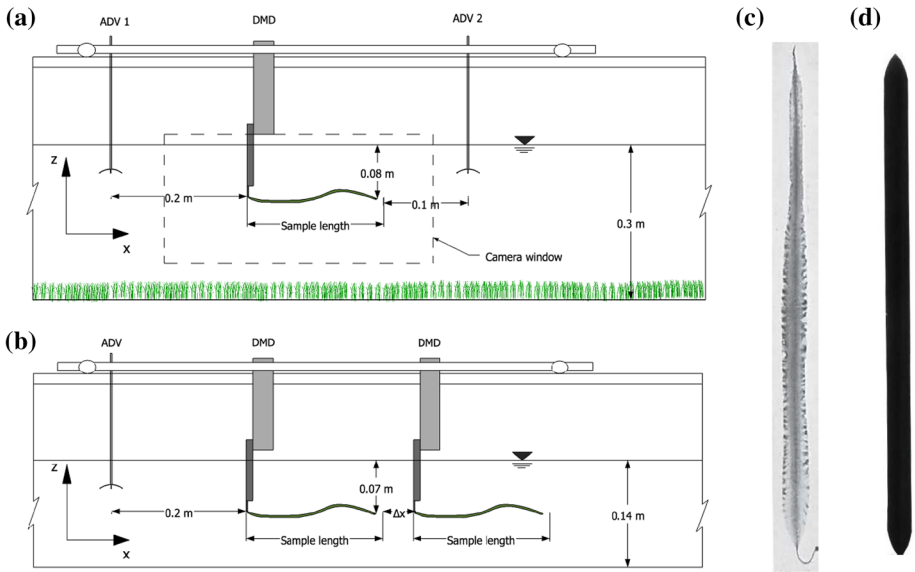 (a)
ADV 1
DMD
ADV 2
z
0.2 m
0.08 m
0.1 m
0.3 m
x
Sample length
Camera window
(b)
ADV
DMD
DMD
z
0.2 m
0.07 m
Δx
0.14 m
x
Sample length
Sample length
(c)
(d)